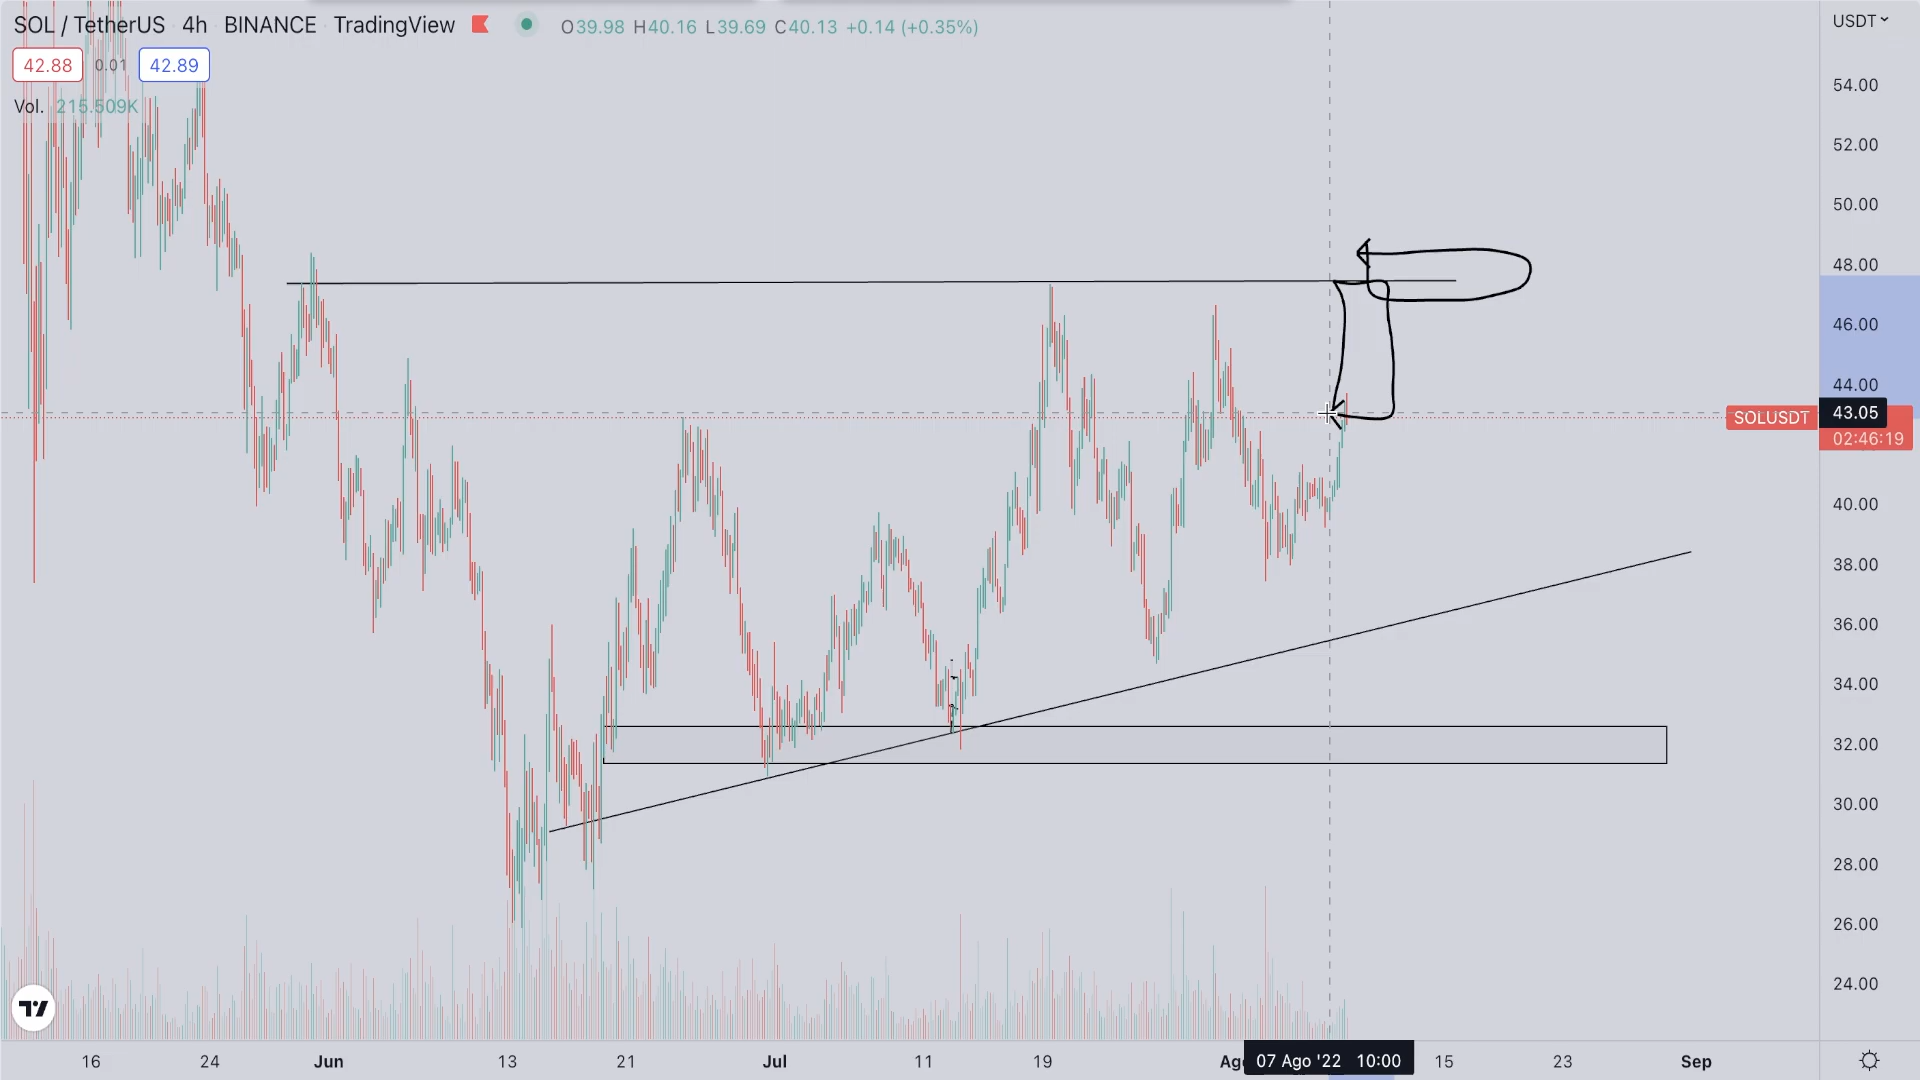 SOL / TetherUS 4h BINANCE TradingView O39.98 H40.16 L39.69 C40.13 +0.14 (+0.35%)
USDT
42.88 0.01 42.89
Vol. 215.509K
54.00
52.00
50.00
48.00
46.00
44.00
SOLUSDT 43.05
02:46:19
40.00
38.00
36.00
34.00
32.00
30.00
28.00
26.00
24.00
16 24 Jun 13 21 Jul 11 19 07 Ago '22 10:00 15 23 Sep